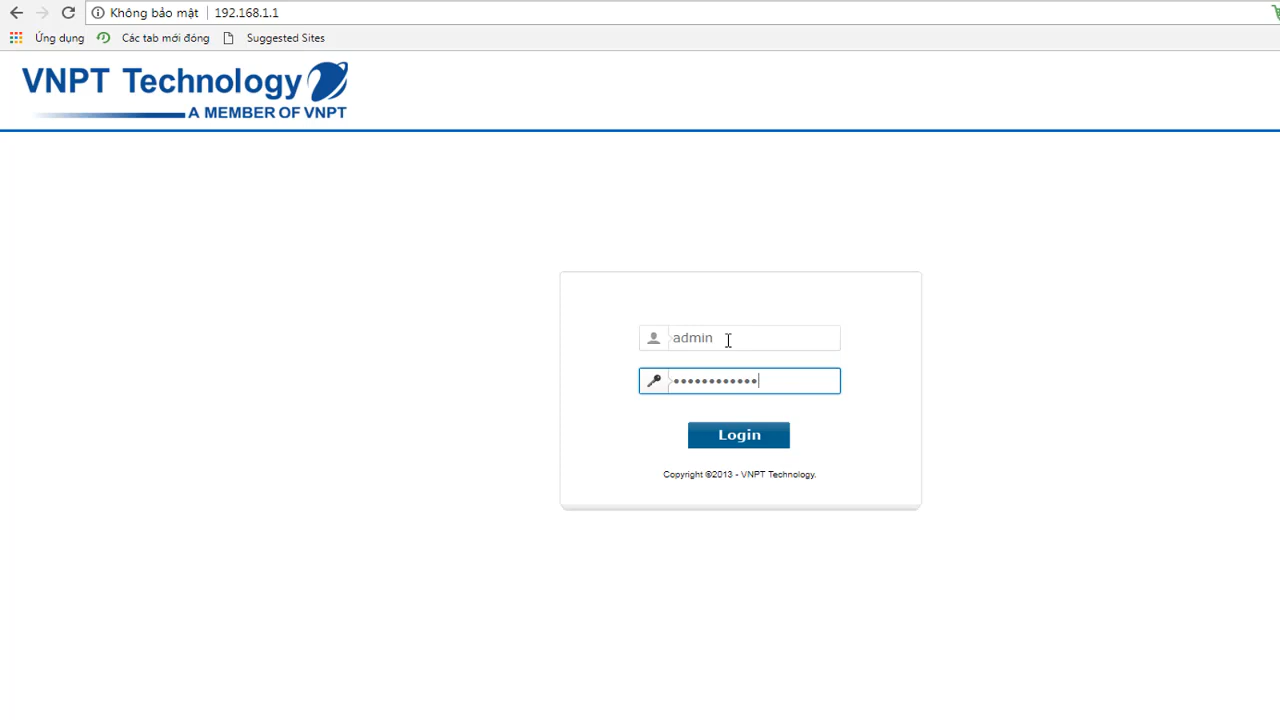 Không bảo mật 192.168.1.1
Ứng dụng Các tab mới đóng Suggested Sites
VNPT Technology
A MEMBER OF VNPT
admin
••••••••••••
Login
Copyright ©2013 - VNPT Technology.